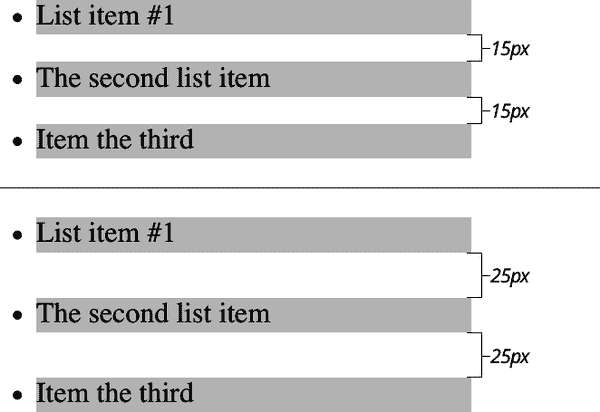 List item #1
15px
The second list item
15px
Item the third
List item #1
25px
The second list item
25px
Item the third